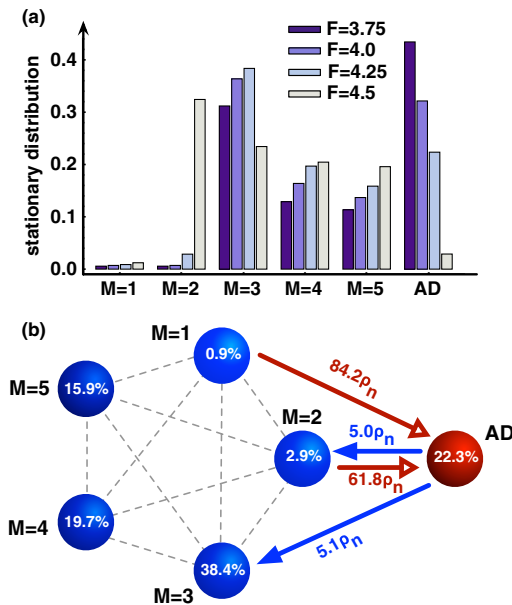 (a)
stationary distribution
0.4
0.3
0.2
0.1
0.0
F=3.75
F=4.0
F=4.25
F=4.5
M=1 M=2 M=3 M=4 M=5 AD
(b)
M=1
0.9%
84.2ρn
M=5
15.9%
M=2
2.9%
5.0ρn
61.8ρn
AD
22.3%
M=4
19.7%
5.1ρn
38.4%
M=3